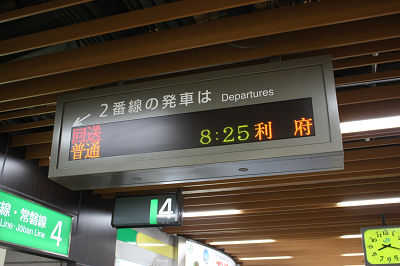 ２番線の発車は Departures
回送
普通 8:25 利府
4
線・常磐線 4
Line・Joban Line